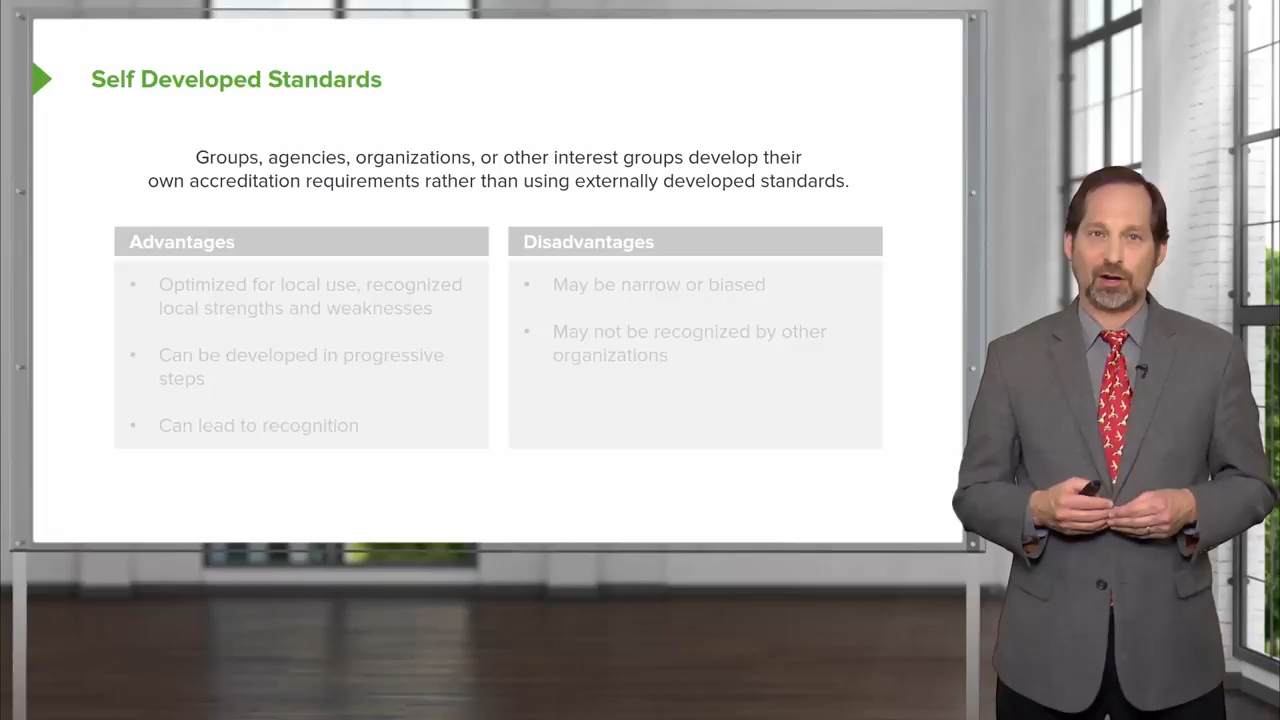 Self Developed Standards
Groups, agencies, organizations, or other interest groups develop their
own accreditation requirements rather than using externally developed standards.
Advantages
• Optimized for local use, recognized
local strengths and weaknesses
• Can be developed in progressive
steps
• Can lead to recognition
Disadvantages
• May be narrow or biased
• May not be recognized by other
organizations